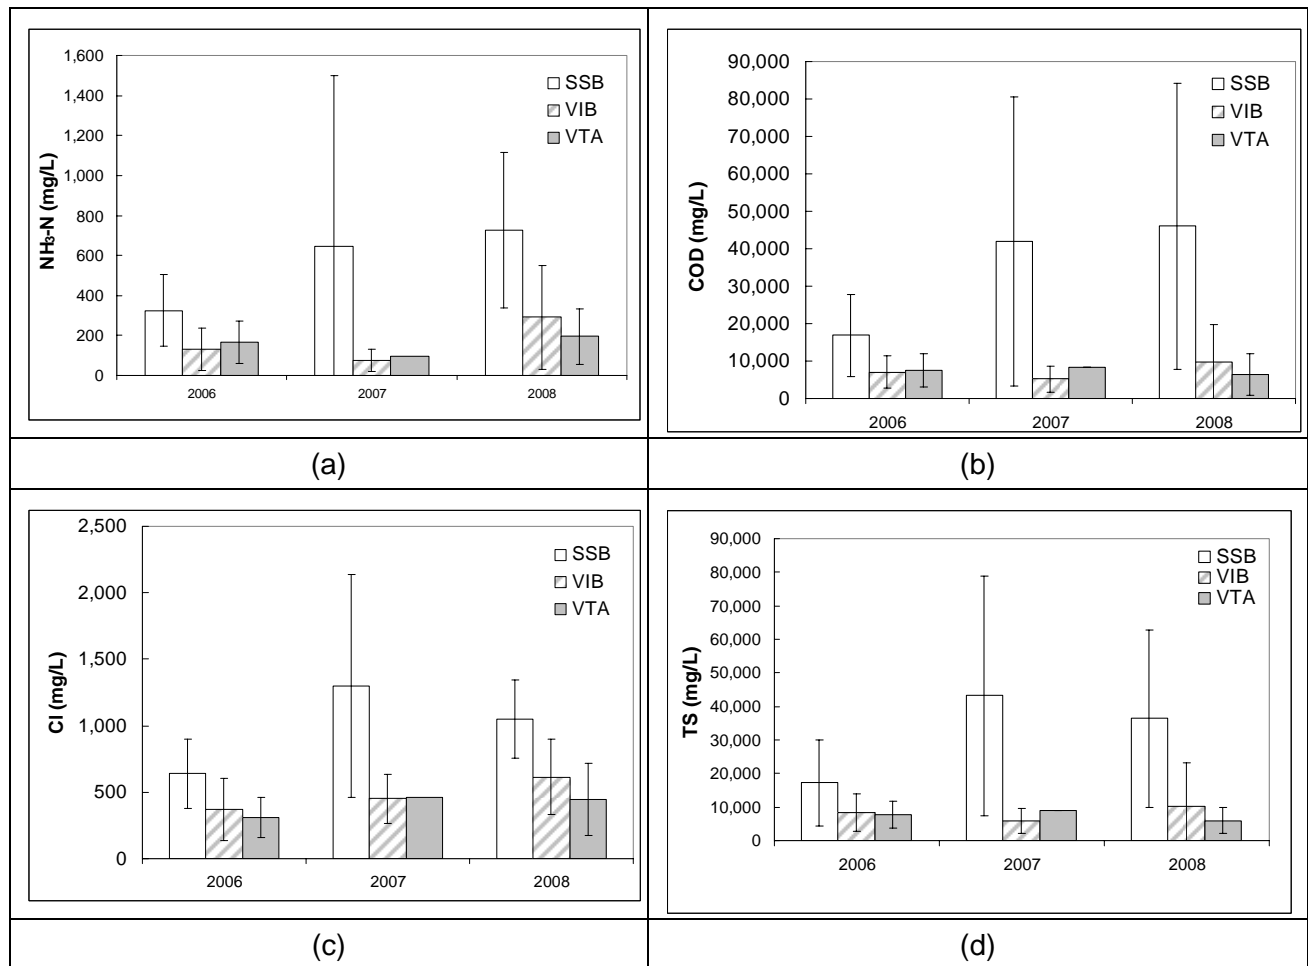 1,600
1,400
1,200
1,000
800
600
400
200
0
NH3-N (mg/L)
SSB
VIB
VTA
2006
2007
2008
90,000
80,000
70,000
60,000
50,000
40,000
30,000
20,000
10,000
0
COD (mg/L)
SSB
VIB
VTA
2006
2007
2008
(a)
(b)
2,500
2,000
1,500
1,000
500
0
Cl (mg/L)
SSB
VIB
VTA
2006
2007
2008
90,000
80,000
70,000
60,000
50,000
40,000
30,000
20,000
10,000
0
TS (mg/L)
SSB
VIB
VTA
2006
2007
2008
(c)
(d)